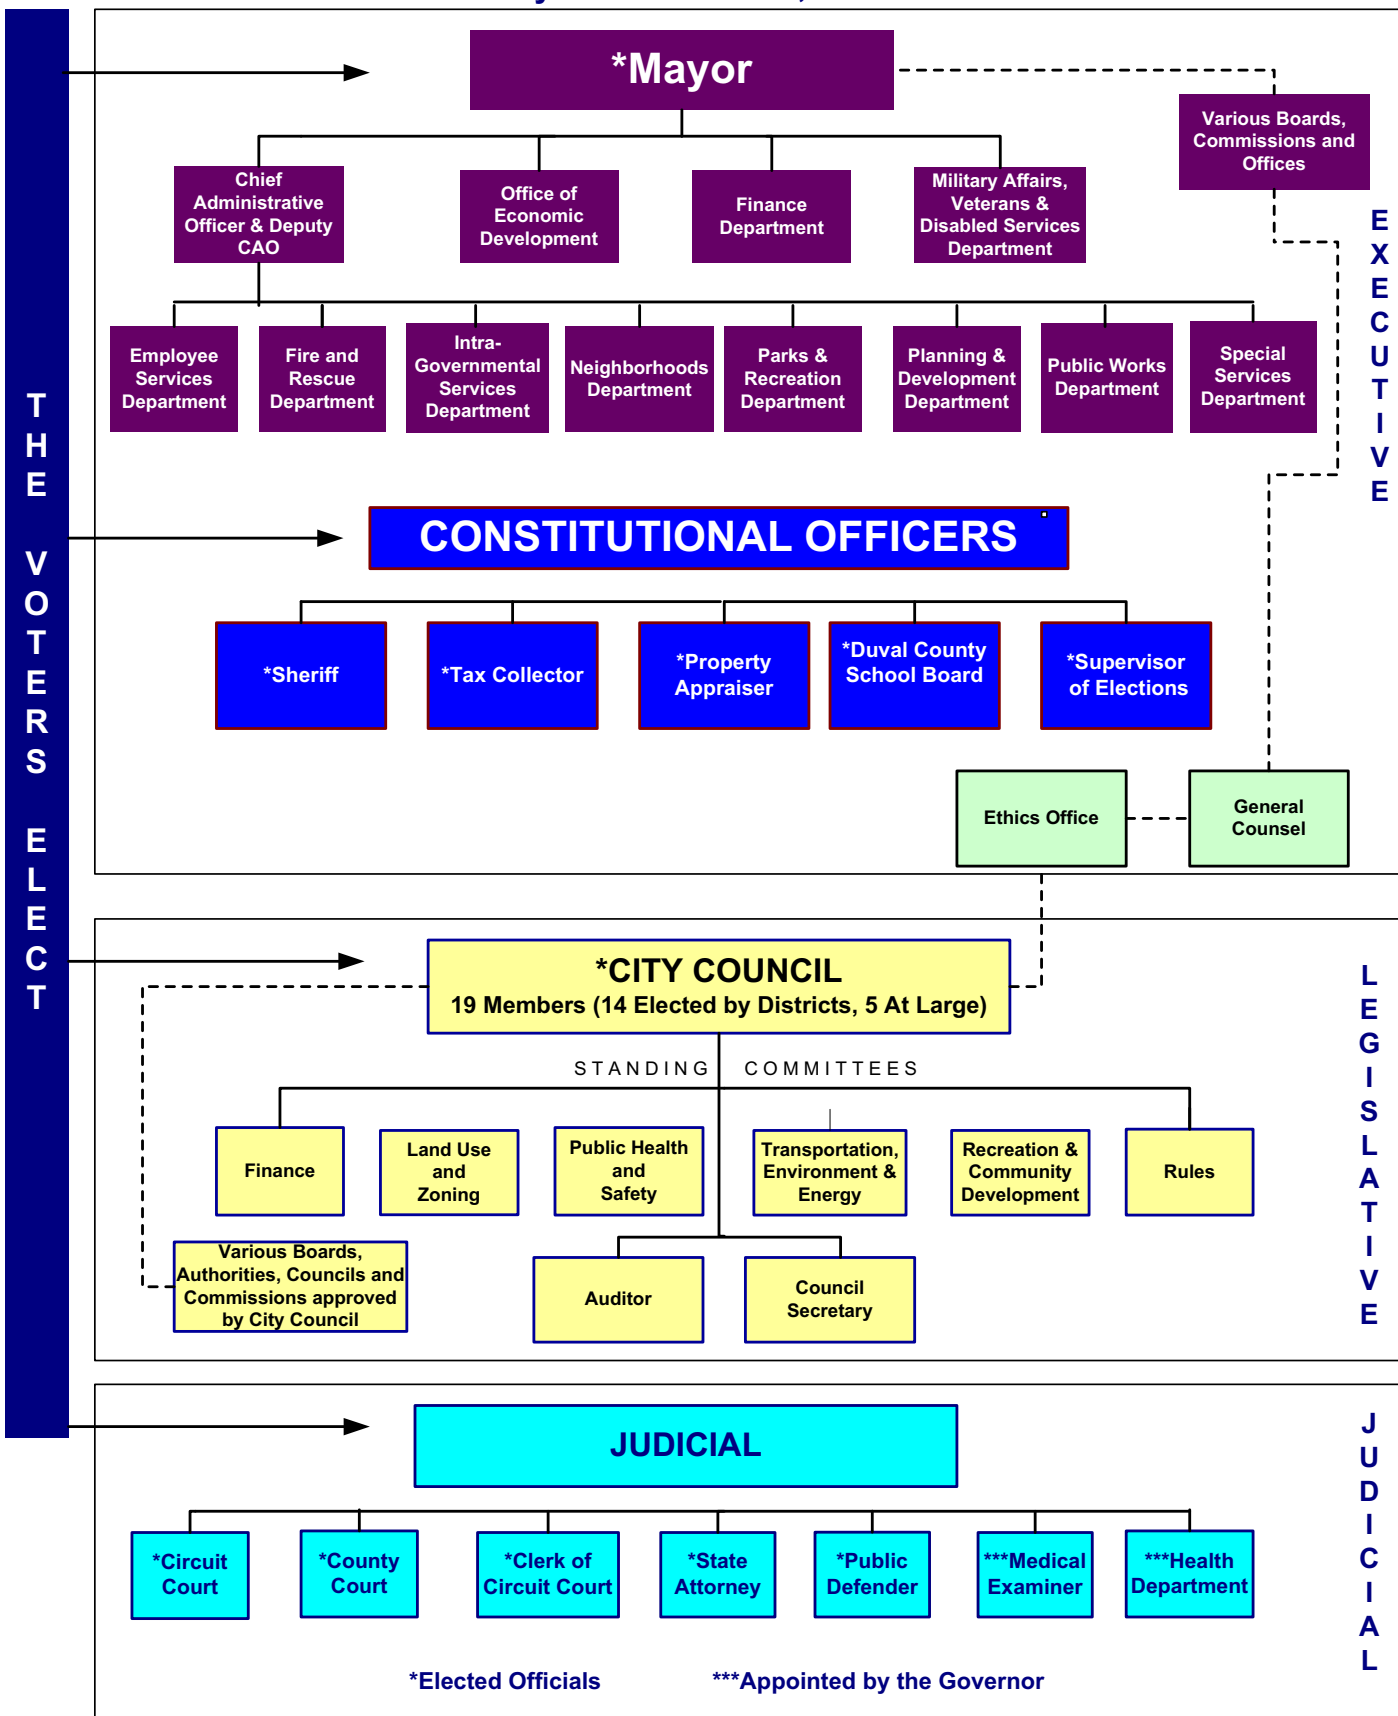 THE VOTERS ELECT
*Mayor
Various Boards,
Commissions and
Offices
Chief
Administrative
Officer & Deputy
CAO
Office of
Economic
Development
Finance
Department
Military Affairs,
Veterans &
Disabled Services
Department
EXECUTIVE
Employee
Services
Department
Fire and
Rescue
Department
Intra-
Governmental
Services
Department
Neighborhoods
Department
Parks &
Recreation
Department
Planning &
Development
Department
Public Works
Department
Special
Services
Department
CONSTITUTIONAL OFFICERS
*Sheriff
*Tax Collector
*Property
Appraiser
*Duval County
School Board
*Supervisor
of Elections
Ethics Office
General
Counsel
*CITY COUNCIL
19 Members (14 Elected by Districts, 5 At Large)
STANDING COMMITTEES
LEGISLATIVE
Finance
Land Use
and
Zoning
Public Health
and
Safety
Transportation,
Environment &
Energy
Recreation &
Community
Development
Rules
Various Boards,
Authorities, Councils and
Commissions approved
by City Council
Auditor
Council
Secretary
JUDICIAL
JUDICIAL
*Circuit
Court
*County
Court
*Clerk of
Circuit Court
*State
Attorney
*Public
Defender
***Medical
Examiner
***Health
Department
*Elected Officials
***Appointed by the Governor